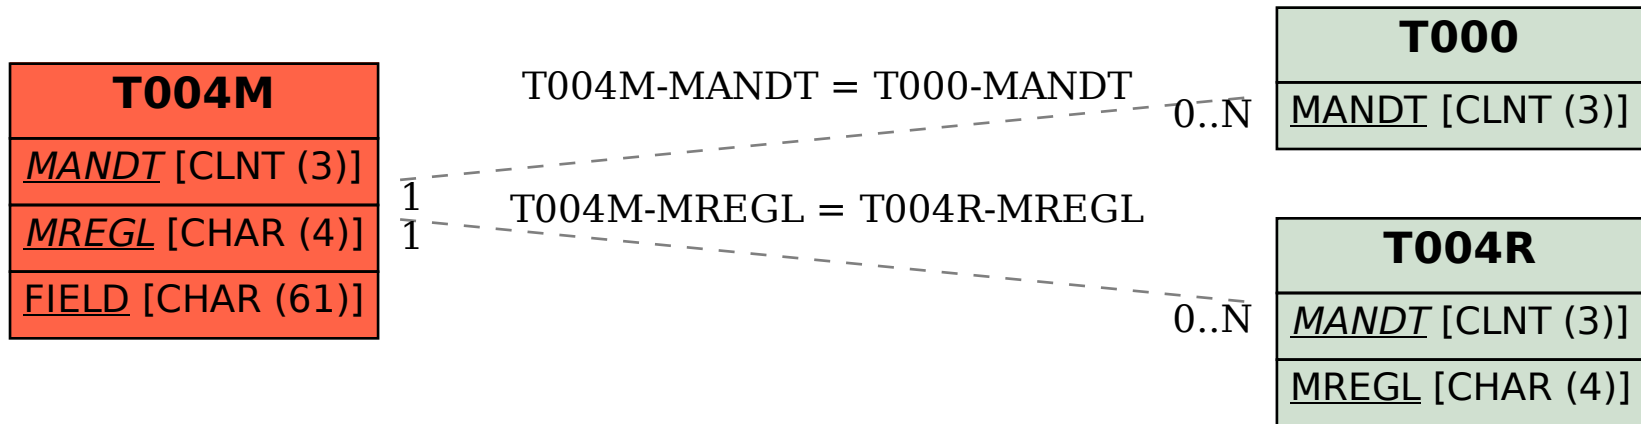 T004M
MANDT [CLNT (3)]
MREGL [CHAR (4)]
FIELD [CHAR (61)]
T004M-MANDT = T000-MANDT
0..N
1
T004M-MREGL = T004R-MREGL
1
0..N
T000
MANDT [CLNT (3)]
T004R
MANDT [CLNT (3)]
MREGL [CHAR (4)]